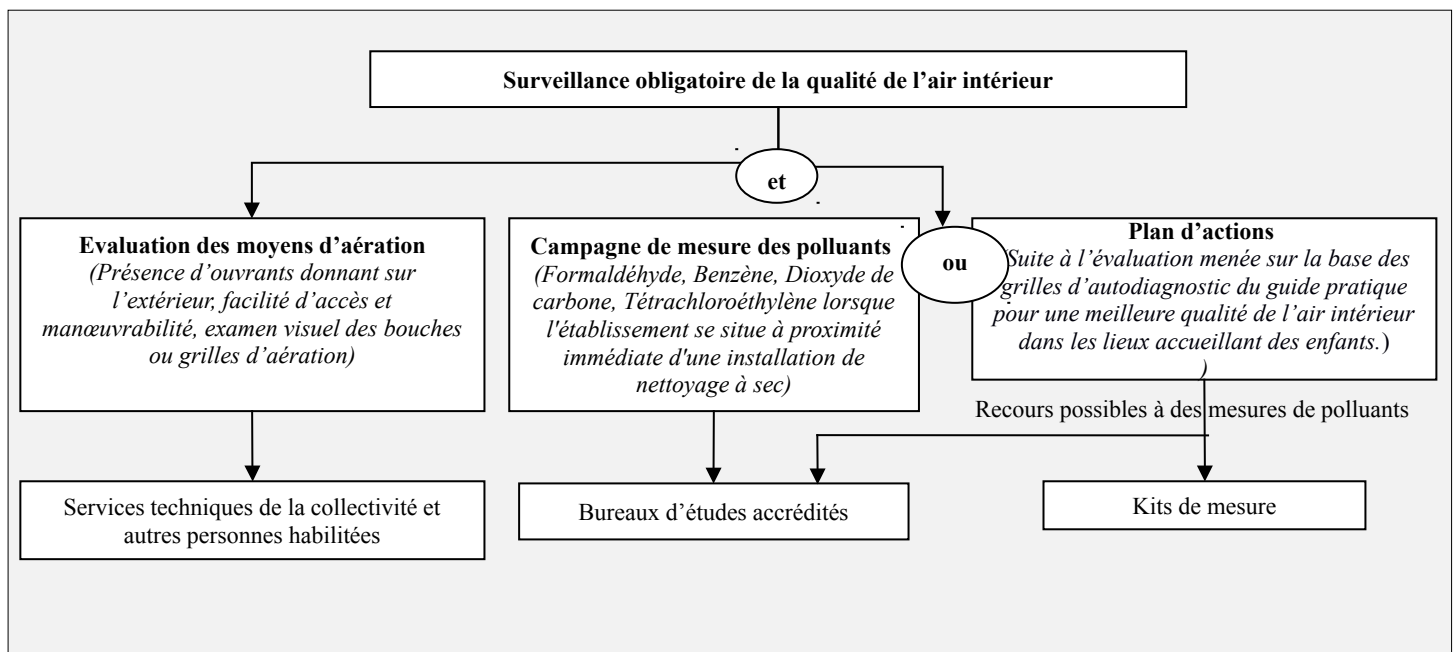 Surveillance obligatoire de la qualité de l’air intérieur
et
Evaluation des moyens d’aération
(Présence d’ouvrants donnant sur
l’extérieur, facilité d’accès et
manœuvrabilité, examen visuel des bouches
ou grilles d’aération)
Campagne de mesure des polluants
(Formaldéhyde, Benzène, Dioxyde de
carbone, Tétrachloroéthylène lorsque
l'établissement se situe à proximité
immédiate d'une installation de
nettoyage à sec)
ou
Plan d’actions
(Suite à l’évaluation menée sur la base des
grilles d’autodiagnostic du guide pratique
pour une meilleure qualité de l’air intérieur
dans les lieux accueillant des enfants.)
)
Recours possibles à des mesures de polluants
Services techniques de la collectivité et
autres personnes habilitées
Bureaux d’études accrédités
Kits de mesure